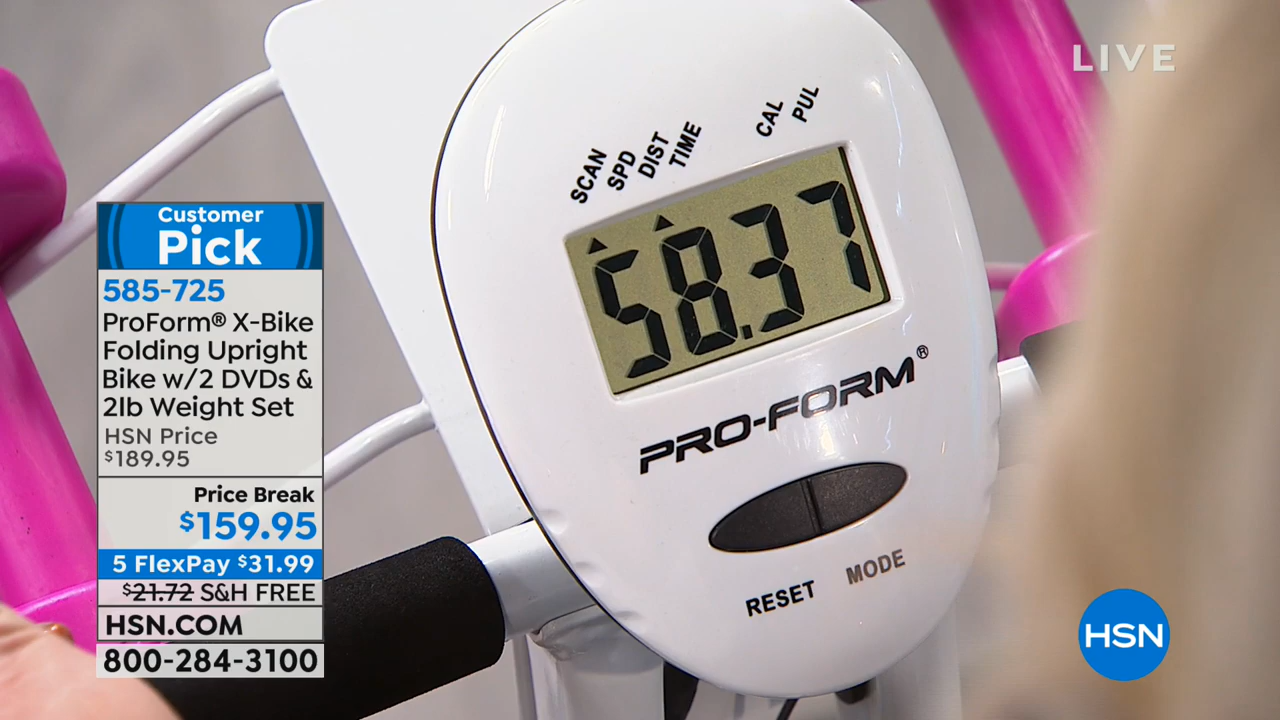 LIVE
SCAN
SPD
DIST
TIME
CAL
PUL
58.37
PRO-FORM®
RESET
MODE
Customer
Pick
585-725
ProForm® X-Bike
Folding Upright
Bike w/2 DVDs &
2lb Weight Set
HSN Price
$189.95
Price Break
$159.95
5 FlexPay $31.99
$21.72 S&H FREE
HSN.COM
800-284-3100
HSN